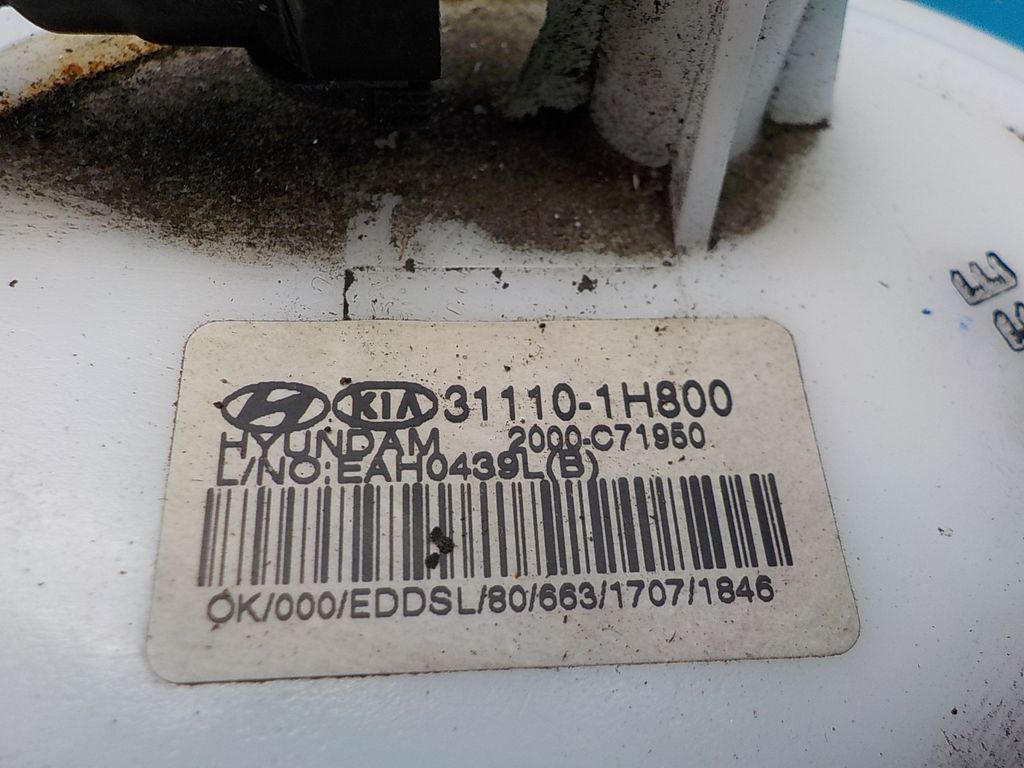 KIA 31110-1H800
HYUNDAM 2000-C71950
L/NO:EAH0439L(B)
OK/000/EDDSL/80/663/1707/1846